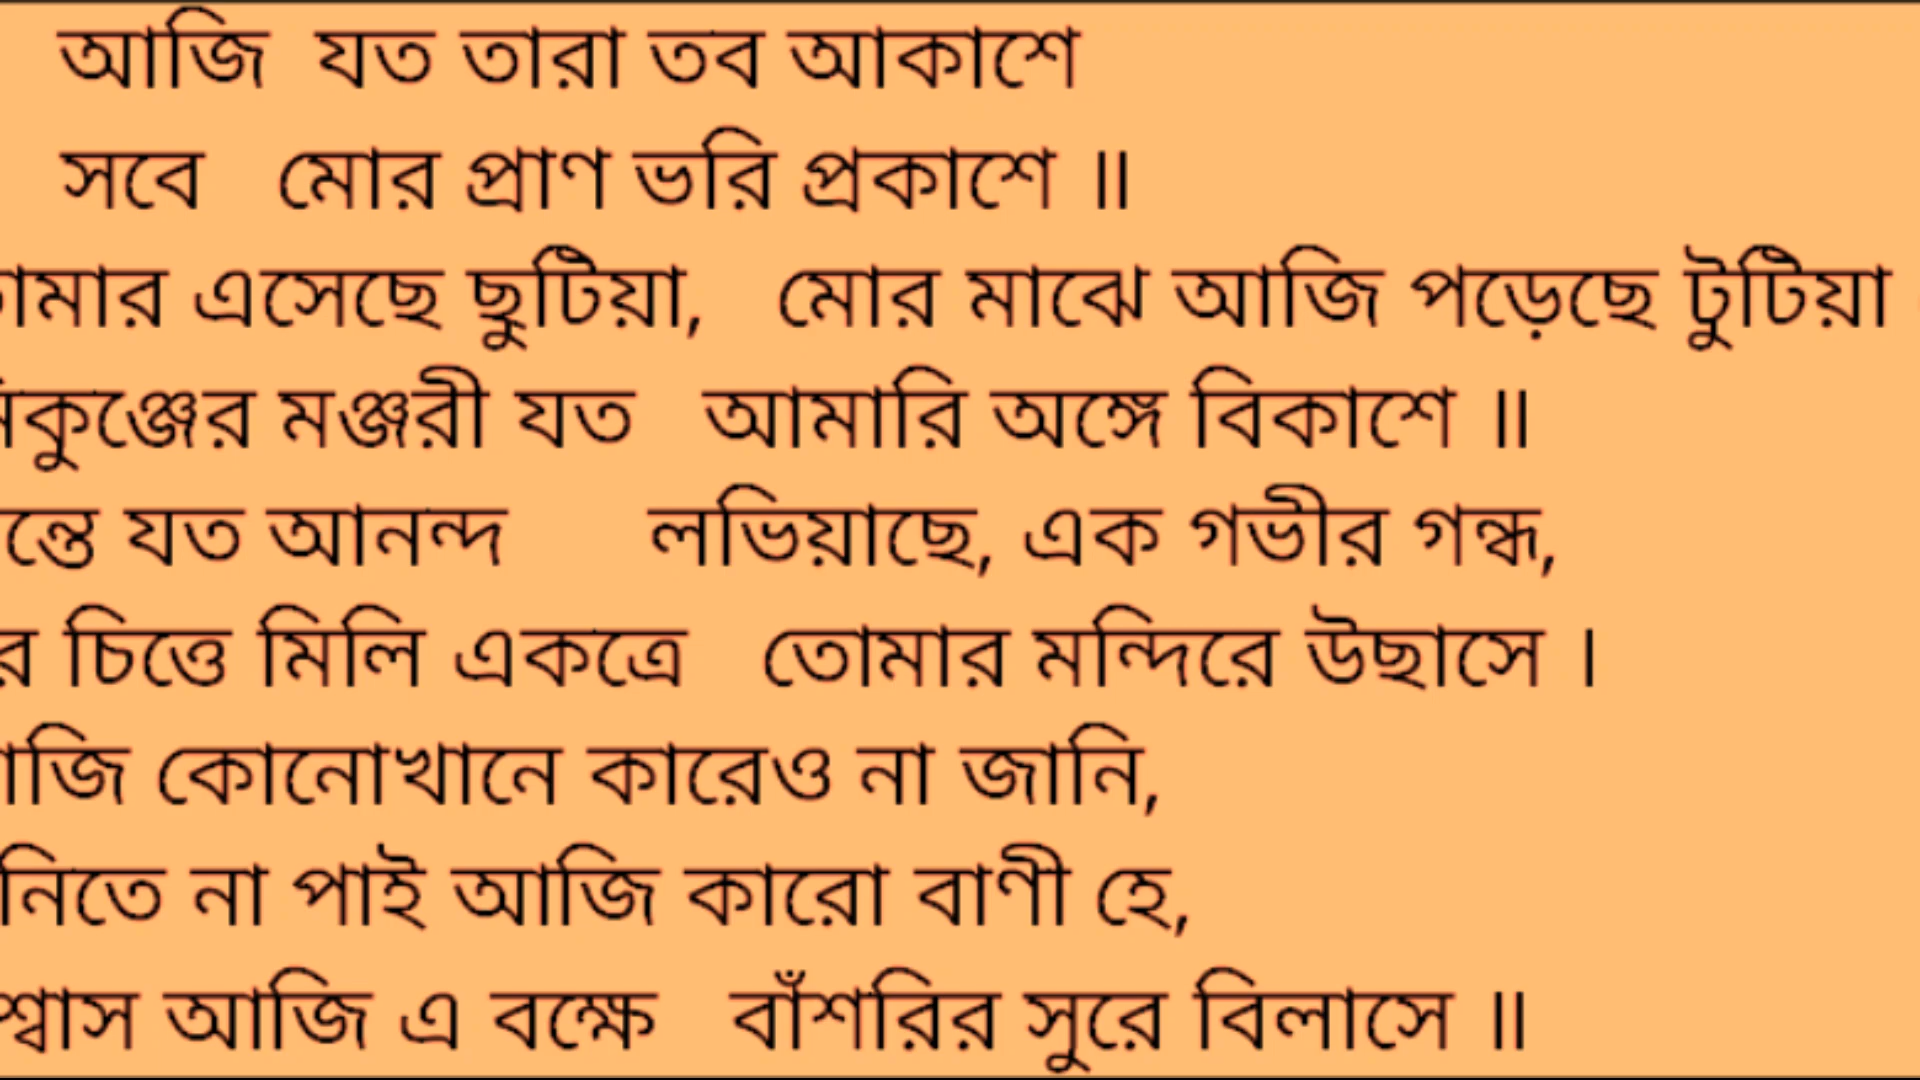 আজি যত তারা তব আকাশে
সবে মোর প্রাণ ভরি প্রকাশে ॥
এসেছে ছুটিয়া, মোর মাঝে আজি পড়েছে টুটিয়া
মঞ্জরী যত আমারি অঙ্গে বিকাশে ॥
যত আনন্দ লভিয়াছে, এক গভীর গন্ধ,
চিত্তে মিলি একত্রে তোমার মন্দিরে উছাসে ।
কোনোখানে কারেও না জানি,
না পাই আজি কারো বাণী হে,
আজি এ বক্ষে বাঁশরির সুরে বিলাসে ॥